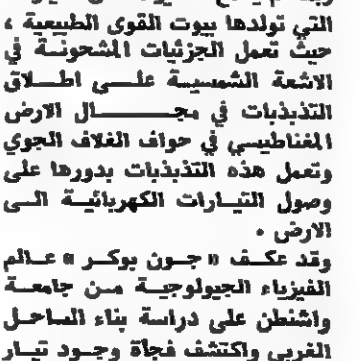 التي تولدها بيوت القوى الطبيعية ،
حيث تعمل الجزئيات المشحونة في
الاشعة الشمسية على اطلاق
التذبذبات في مجال الارض
المغناطيسي في حواف الغلاف الجوي
وتعمل هذه التذبذبات بدورها على
وصول التيارات الكهربائية الى
الارض .
وقد عكف « جون بوكر » عالم
الفيزياء الجيولوجية من جامعة
واشنطن على دراسة بناء الساحل
الغربي واكتشف فجأة وجود تيار